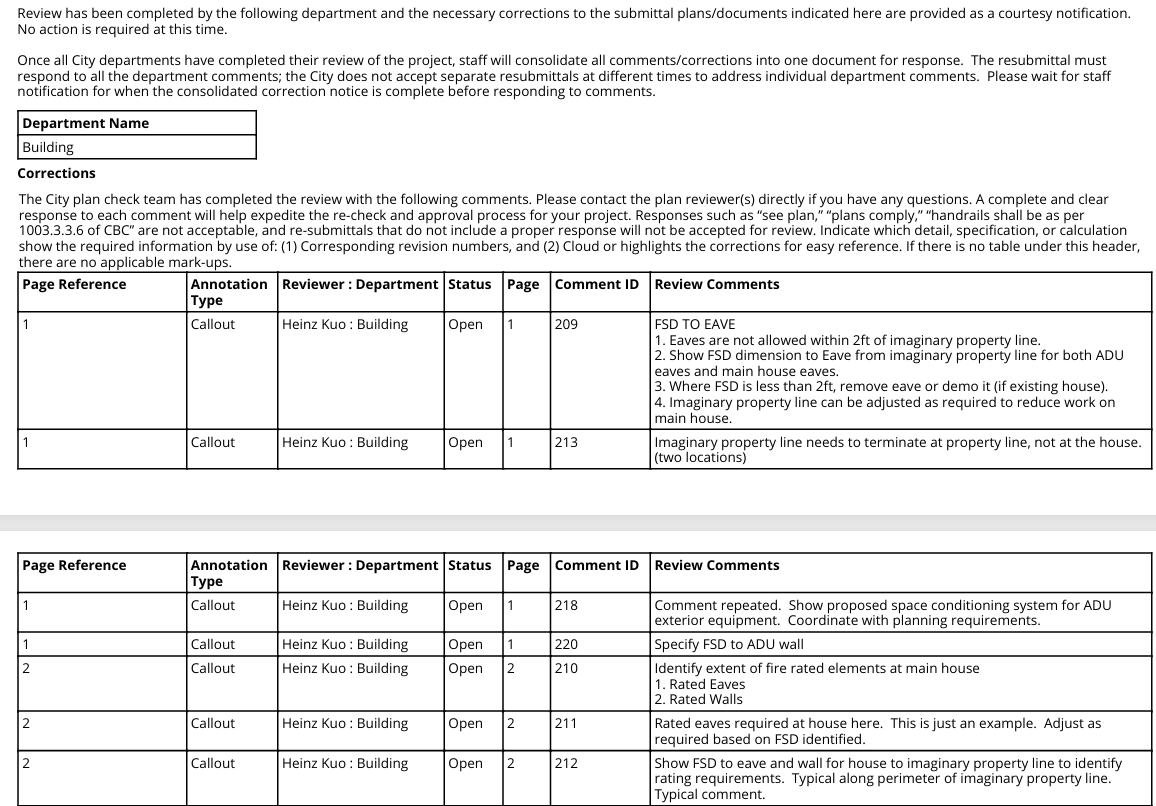 Review has been completed by the following department and the necessary corrections to the submittal plans/documents indicated here are provided as a courtesy notification.
No action is required at this time.
Once all City departments have completed their review of the project, staff will consolidate all comments/corrections into one document for response.  The resubmittal must
respond to all the department comments; the City does not accept separate resubmittals at different times to address individual department comments.  Please wait for staff
notification for when the consolidated correction notice is complete before responding to comments.
Department Name
Building
Corrections
The City plan check team has completed the review with the following comments. Please contact the plan reviewer(s) directly if you have any questions. A complete and clear
response to each comment will help expedite the re-check and approval process for your project. Responses such as “see plan,” “plans comply,” “handrails shall be as per
1003.3.3.6 of CBC” are not acceptable, and re-submittals that do not include a proper response will not be accepted for review. Indicate which detail, specification, or calculation
show the required information by use of: (1) Corresponding revision numbers, and (2) Cloud or highlights the corrections for easy reference. If there is no table under this header,
there are no applicable mark-ups.
Page Reference Annotation Type Reviewer : Department Status Page Comment ID Review Comments
1 Callout Heinz Kuo : Building Open 1 209 FSD TO EAVE
1. Eaves are not allowed within 2ft of imaginary property line.
2. Show FSD dimension to Eave from imaginary property line for both ADU
eaves and main house eaves.
3. Where FSD is less than 2ft, remove eave or demo it (if existing house).
4. Imaginary property line can be adjusted as required to reduce work on
main house.
1 Callout Heinz Kuo : Building Open 1 213 Imaginary property line needs to terminate at property line, not at the house.
(two locations)
Page Reference Annotation Type Reviewer : Department Status Page Comment ID Review Comments
1 Callout Heinz Kuo : Building Open 1 218 Comment repeated.  Show proposed space conditioning system for ADU
exterior equipment.  Coordinate with planning requirements.
1 Callout Heinz Kuo : Building Open 1 220 Specify FSD to ADU wall
2 Callout Heinz Kuo : Building Open 2 210 Identify extent of fire rated elements at main house
1. Rated Eaves
2. Rated Walls
2 Callout Heinz Kuo : Building Open 2 211 Rated eaves required at house here.  This is just an example.  Adjust as
required based on FSD identified.
2 Callout Heinz Kuo : Building Open 2 212 Show FSD to eave and wall for house to imaginary property line to identify
rating requirements.  Typical along perimeter of imaginary property line.
Typical comment.